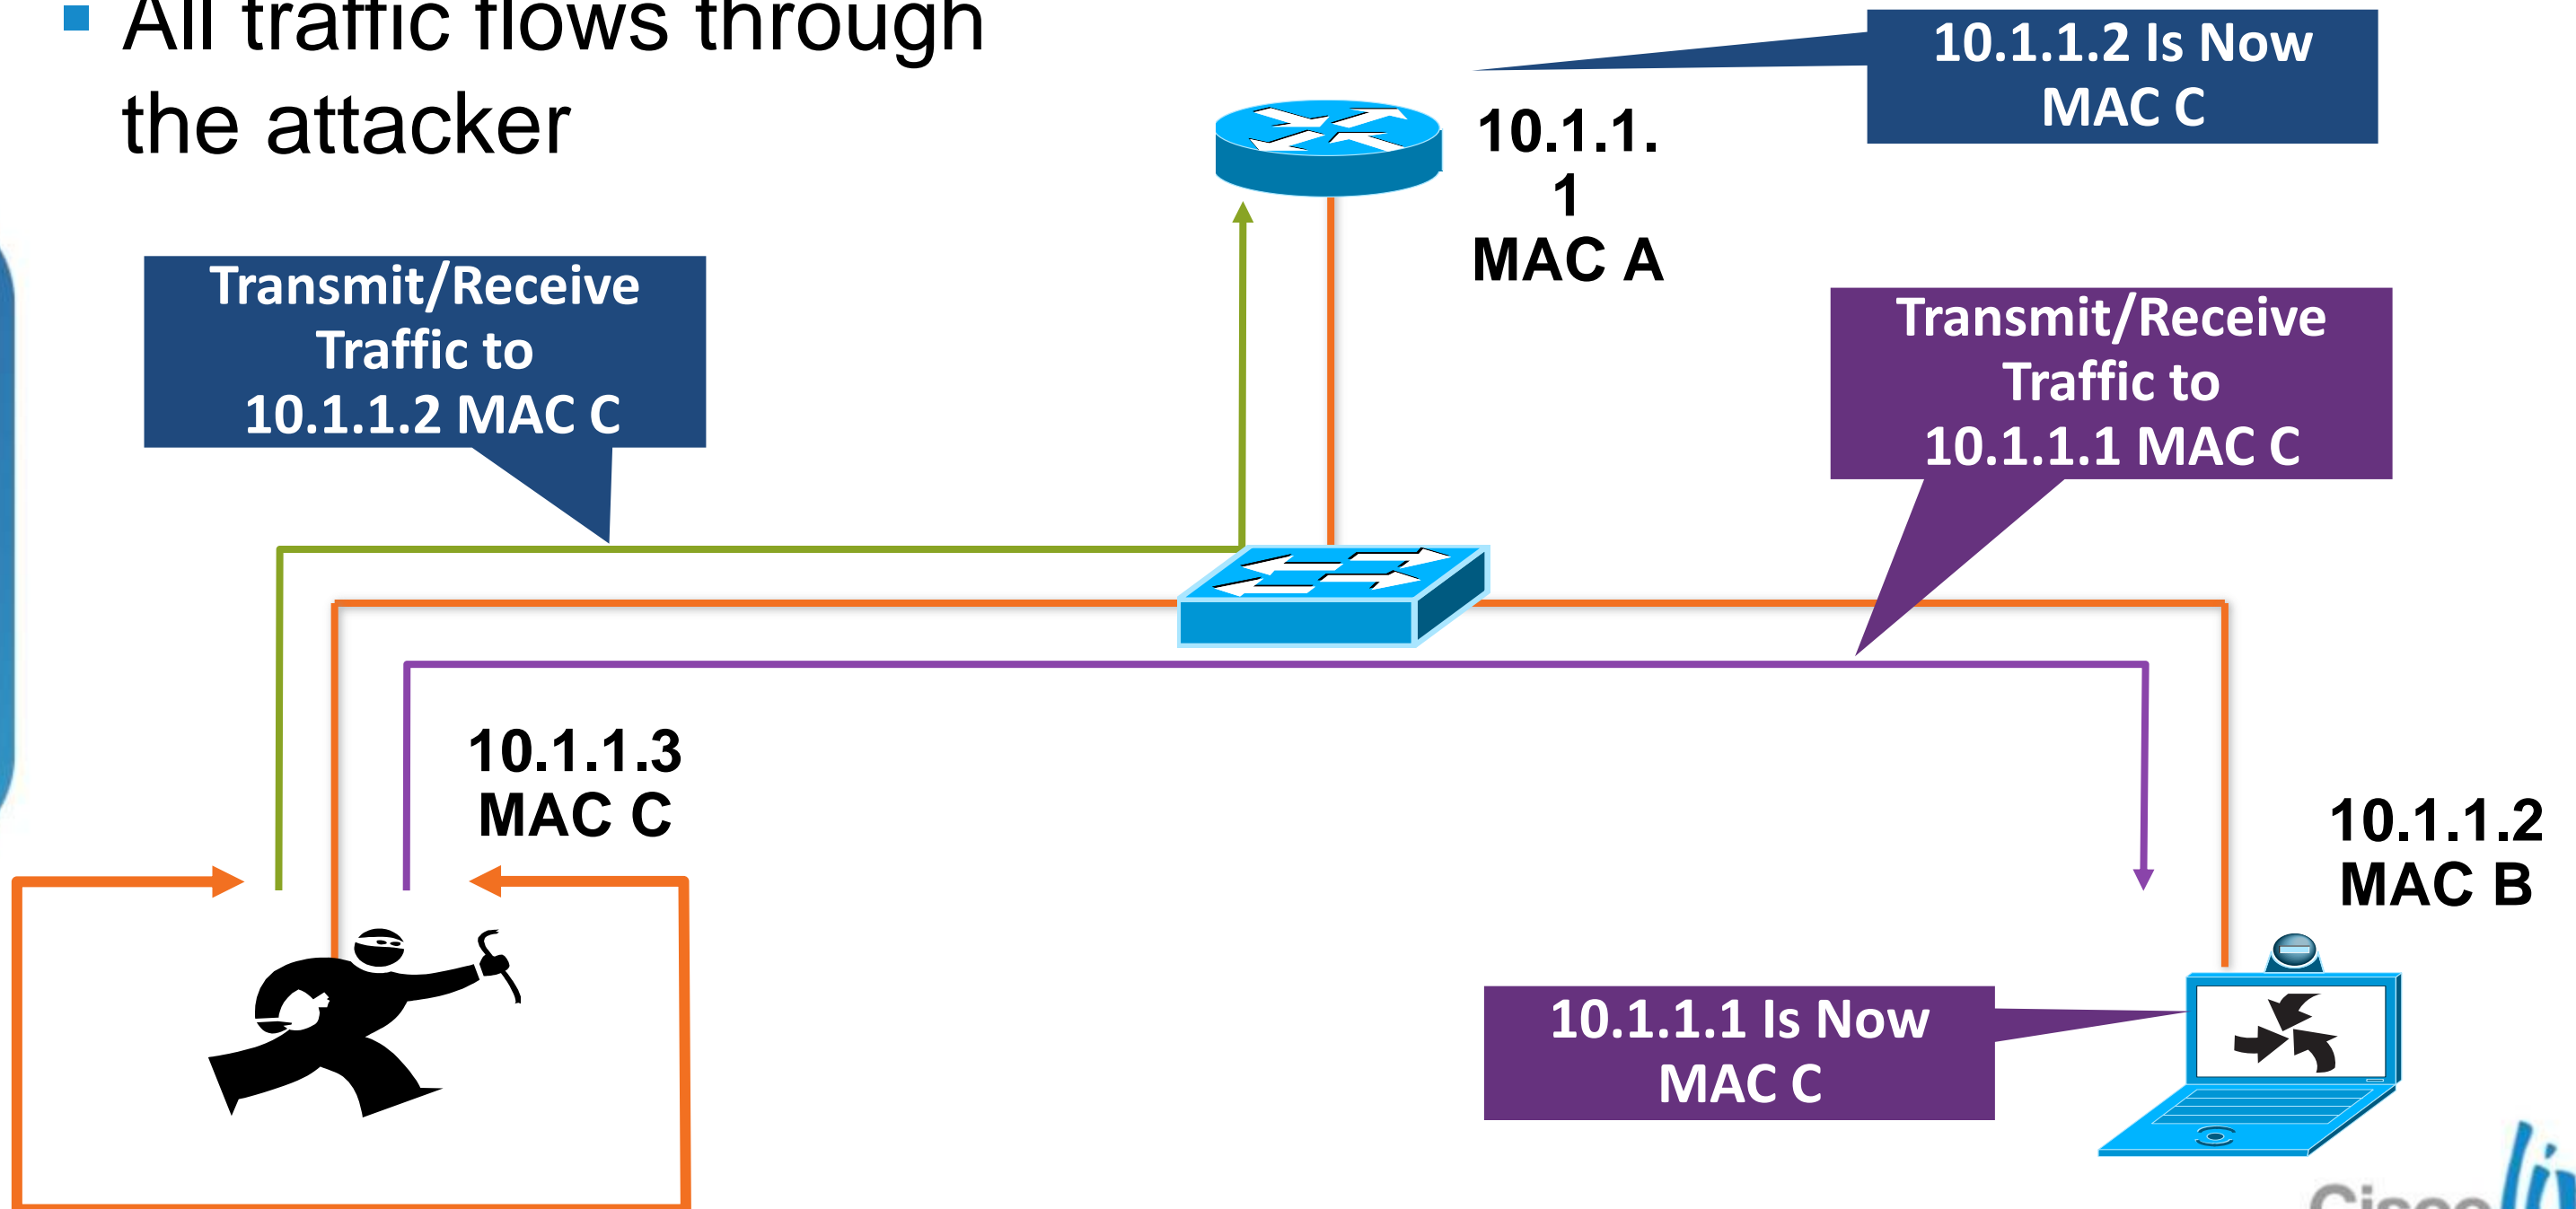 All traffic flows through
the attacker
10.1.1.2 Is Now
MAC C
10.1.1.
1
MAC A
Transmit/Receive
Traffic to
10.1.1.2 MAC C
Transmit/Receive
Traffic to
10.1.1.1 MAC C
10.1.1.3
MAC C
10.1.1.2
MAC B
10.1.1.1 Is Now
MAC C
Cisco